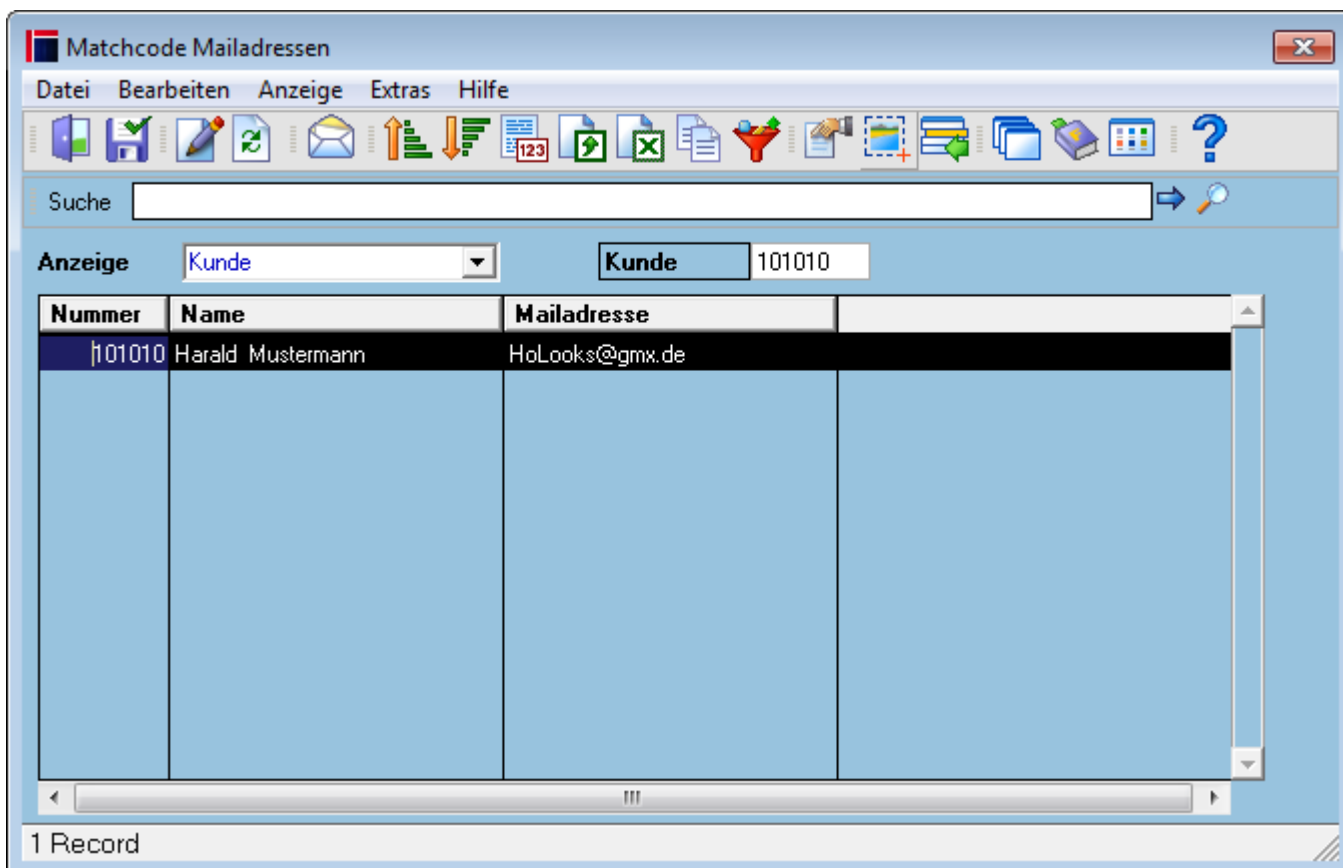 Matchcode Mailadressen
Datei Bearbeiten Anzeige Extras Hilfe
123
Suche
Anzeige Kunde Kunde 101010
Nummer Name Mailadresse
101010 Harald Mustermann HoLooks@gmx.de
1 Record